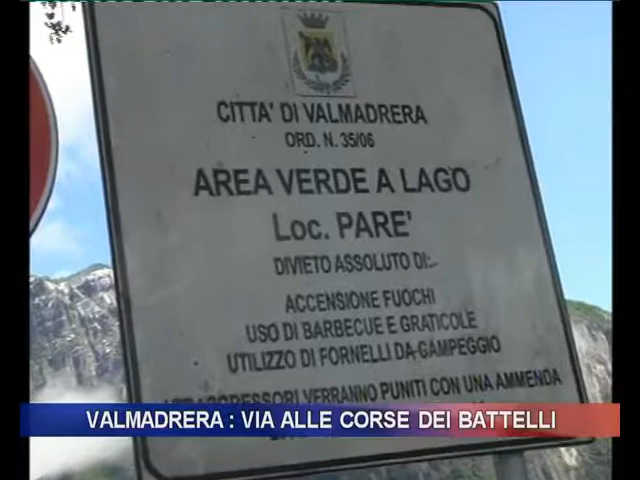 CITTA' DI VALMADRERA
ORD. N. 35/06
AREA VERDE A LAGO
Loc. PARE'
DIVIETO ASSOLUTO DI:
ACCENSIONE FUOCHI
USO DI BARBECUE E GRATICOLE
UTILIZZO DI FORNELLI DA CAMPEGGIO
VERRANNO PUNITI CON UNA AMMENDA
VALMADRERA : VIA ALLE CORSE DEI BATTELLI